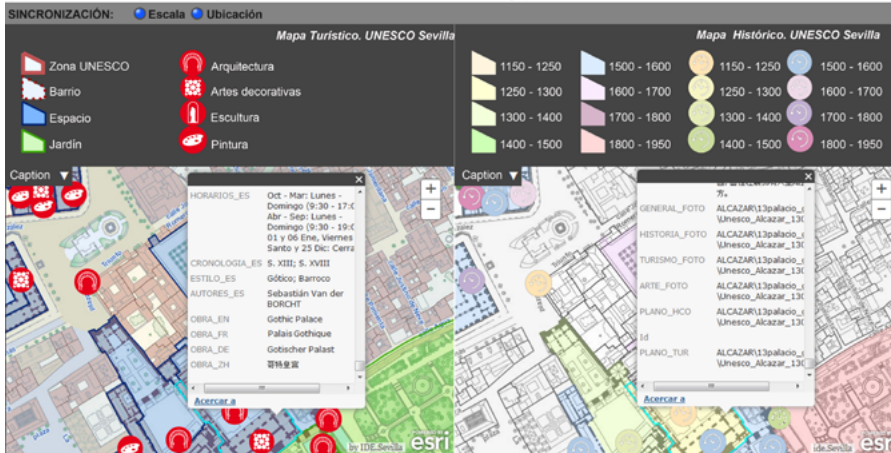 SINCRONIZACIÓN: Escala Ubicación
Mapa Turístico. UNESCO Sevilla
Zona UNESCO Arquitectura
Barrio Artes decorativas
Espacio Escultura
Jardín Pintura
Mapa Histórico. UNESCO Sevilla
1150 - 1250 1500 - 1600 1150 - 1250 1500 - 1600
1250 - 1300 1600 - 1700 1250 - 1300 1600 - 1700
1300 - 1400 1700 - 1800 1300 - 1400 1700 - 1800
1400 - 1500 1800 - 1950 1400 - 1500 1800 - 1950
Caption ▼
×
+
−
HORARIOS_ES Oct - Mar: Lunes -
Domingo (9:30 - 17:0
Abr - Sep: Lunes -
Domingo (9:30 - 19:0
01 y 06 Ene, Viernes
Santo y 25 Dic: Cerra
CRONOLOGIA_ES S. XIII; S. XVIII
ESTILO_ES Gótico; Barroco
AUTORES_ES Sebastián Van der
BORCHT
OBRA_EN Gothic Palace
OBRA_FR Palais Gothique
OBRA_DE Gotischer Palast
OBRA_ZH 哥特皇宫
Acercar a
Triunfo
by IDE.Sevilla
esri
Caption ▼
×
+
−
方。
GENERAL_FOTO ALCAZAR\13palacio_
\Unesco_Alcazar_130
HISTORIA_FOTO ALCAZAR\13palacio_
\Unesco_Alcazar_130
TURISMO_FOTO ALCAZAR\13palacio_
\Unesco_Alcazar_130
ARTE_FOTO ALCAZAR\13palacio_
\Unesco_Alcazar_130
PLANO_HCO ALCAZAR\13palacio_
\Unesco_Alcazar_130
Id
PLANO_TUR ALCAZAR\13palacio_
\Unesco_Alcazar_130
Acercar a
ide.Sevilla
esri